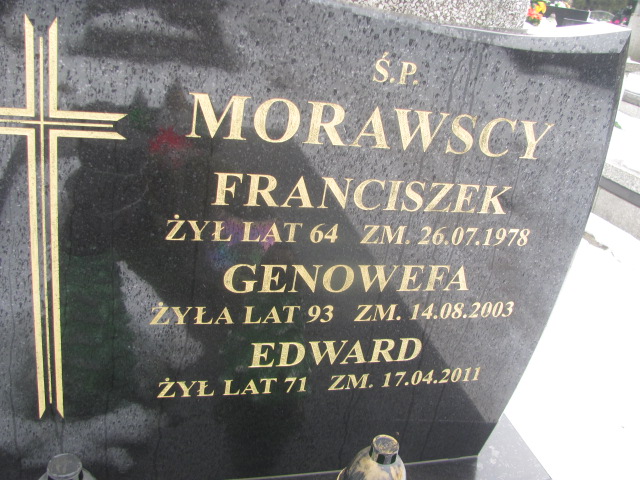 Ś.P.
MORAWSCY
FRANCISZEK
ŻYŁ LAT 64 ZM. 26.07.1978
GENOWEFA
ŻYŁA LAT 93 ZM. 14.08.2003
EDWARD
ŻYŁ LAT 71 ZM. 17.04.2011